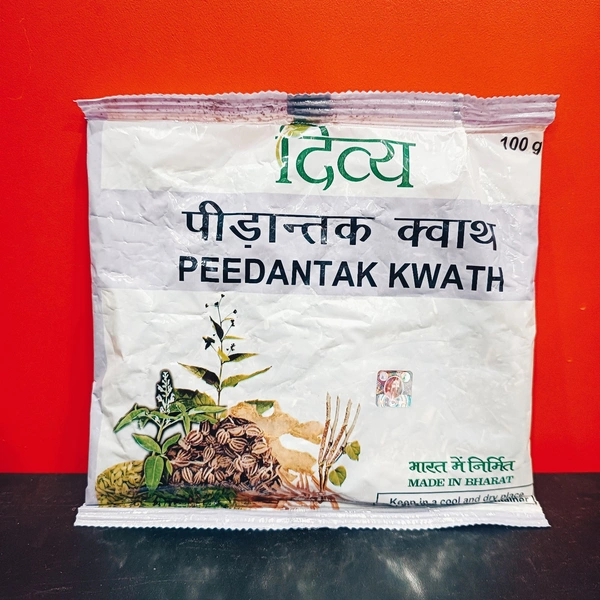 दिव्य
100 g
पीड़ान्तक क्वाथ
PEEDANTAK KWATH
भारत में निर्मित
MADE IN BHARAT
Keep in a cool and dry place